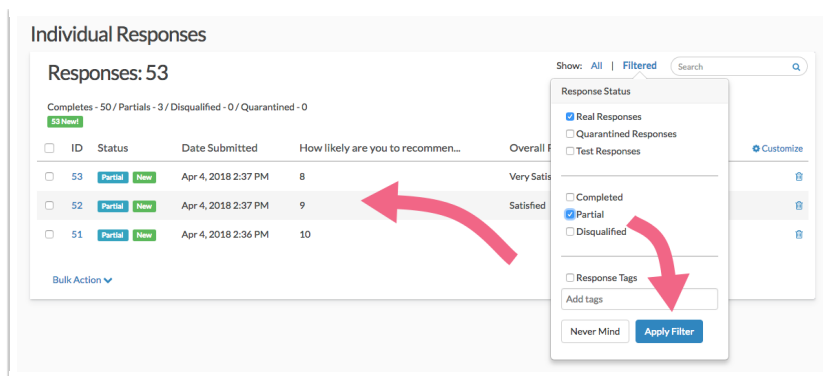 Individual Responses
Responses: 53
Show: All | Filtered
Search
Completes - 50 / Partials - 3 / Disqualified - 0 / Quarantined - 0
53 New!
ID Status Date Submitted How likely are you to recommen... Overall
Customize
53 Partial New Apr 4, 2018 2:37 PM 8 Very Satis
52 Partial New Apr 4, 2018 2:37 PM 9 Satisfied
51 Partial New Apr 4, 2018 2:36 PM 10
Bulk Action
Response Status
Real Responses
Quarantined Responses
Test Responses
Completed
Partial
Disqualified
Response Tags
Add tags
Never Mind Apply Filter